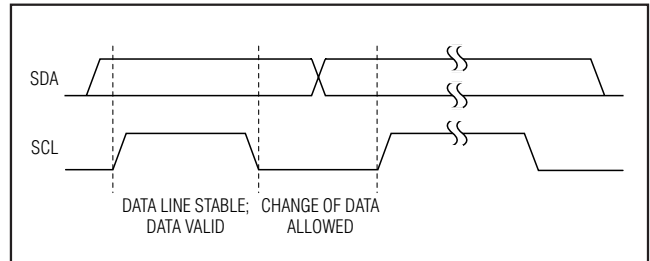 SDA
SCL
DATA LINE STABLE; CHANGE OF DATA
DATA VALID ALLOWED